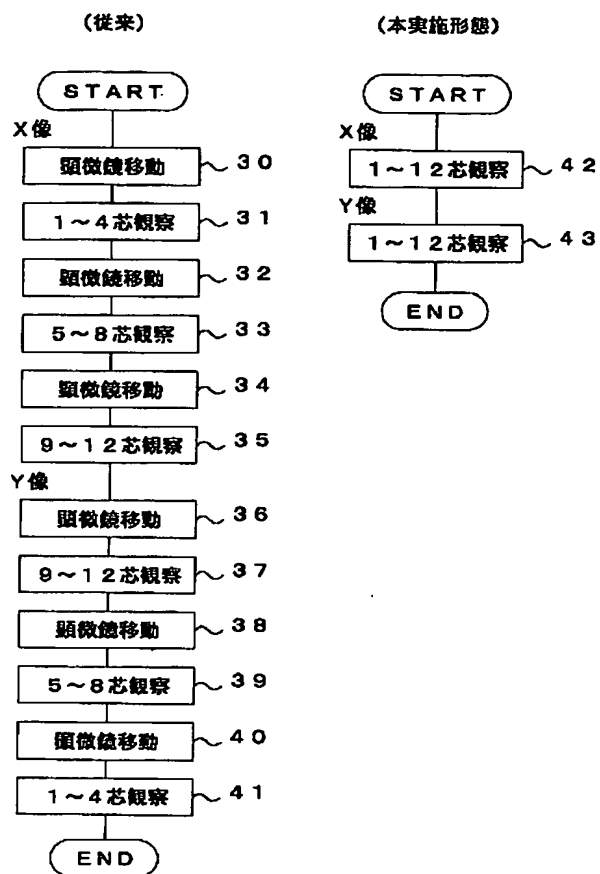 (従来)
START
X像
顕微鏡移動 30
1~4芯観察 31
顕微鏡移動 32
5~8芯観察 33
顕微鏡移動 34
9~12芯観察 35
Y像
顕微鏡移動 36
9~12芯観察 37
顕微鏡移動 38
5~8芯観察 39
顕微鏡移動 40
1~4芯観察 41
END
(本実施形態)
START
X像
1~12芯観察 42
Y像
1~12芯観察 43
END